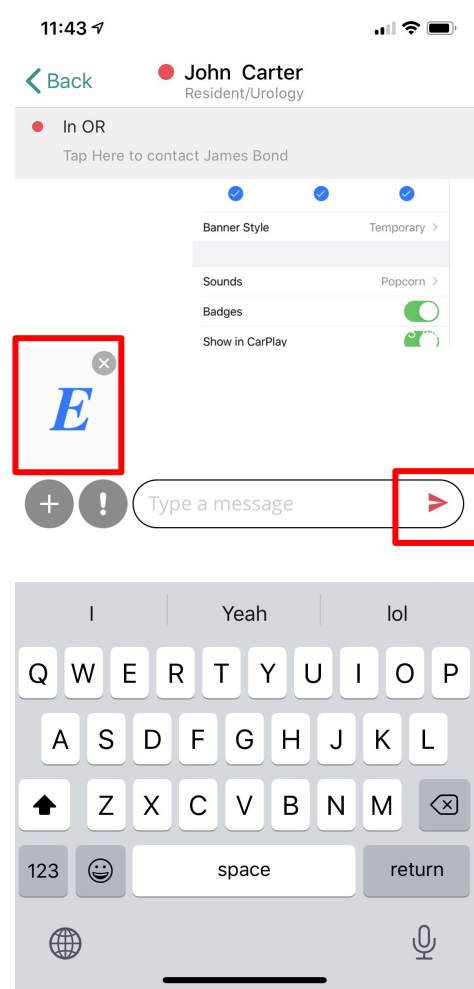 11:43
Back
John Carter
Resident/Urology
In OR
Tap Here to contact James Bond
Banner Style Temporary
Sounds Popcorn
Badges
Show in CarPlay
E
!
Type a message
I Yeah lol
Q W E R T Y U I O P
A S D F G H J K L
Z X C V B N M
123 space return